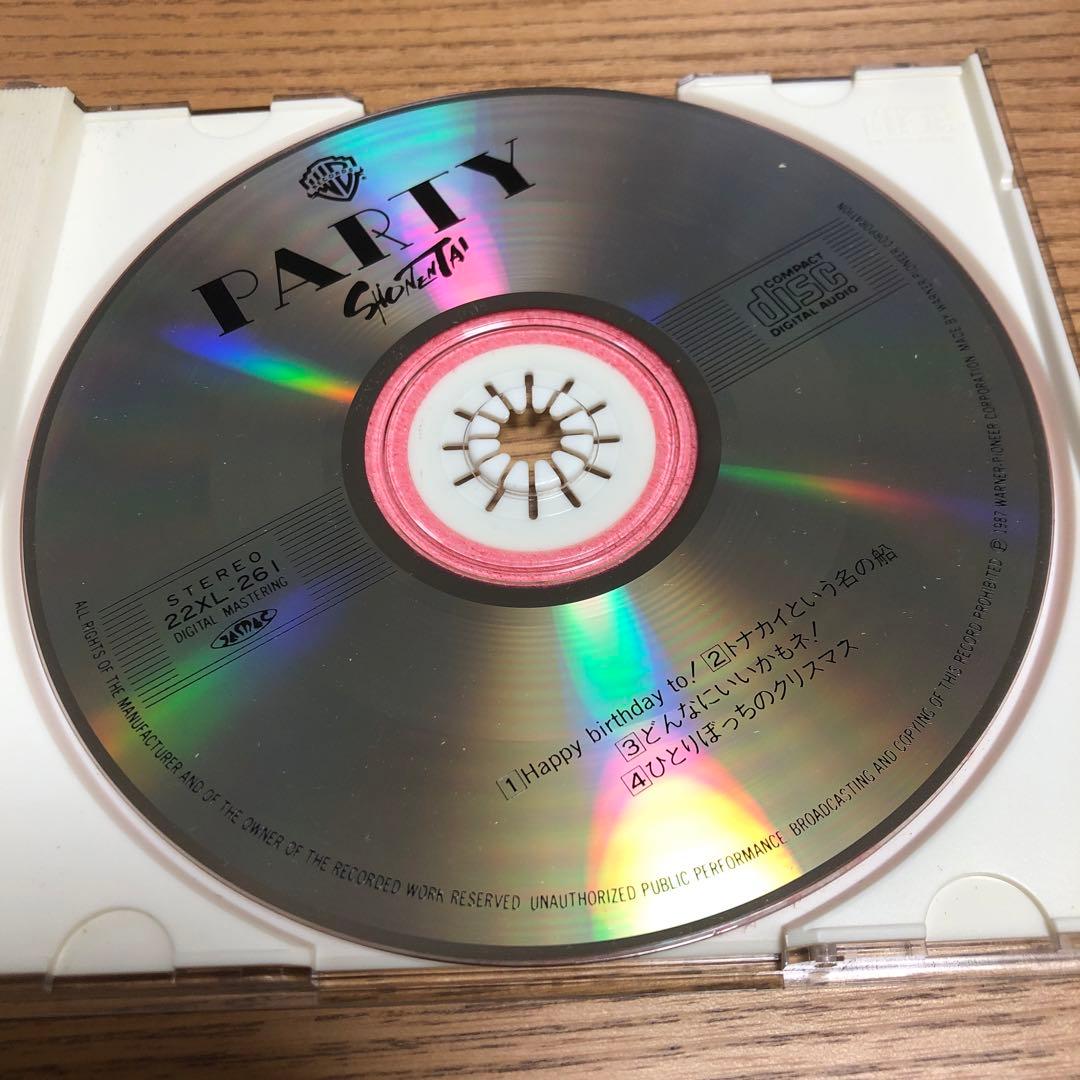 WB
RECORDS
PARTY
SHONENTAI
COMPACT
disc
DIGITAL AUDIO
STEREO
22XL-261
DIGITAL MASTERING
JASRAC
1 Happy birthday to! 2 トナカイという名の船
3 どんなにいいかもネ!
4 ひとりぼっちのクリスマス
ALL RIGHTS OF THE MANUFACTURER AND OF THE OWNER OF THE RECORDED WORK RESERVED UNAUTHORIZED PUBLIC PERFORMANCE BROADCASTING AND COPYING OF THIS RECORD PROHIBITED ℗ 1987 WARNER-PIONEER CORPORATION MADE BY WARNER-PIONEER CORPORATION